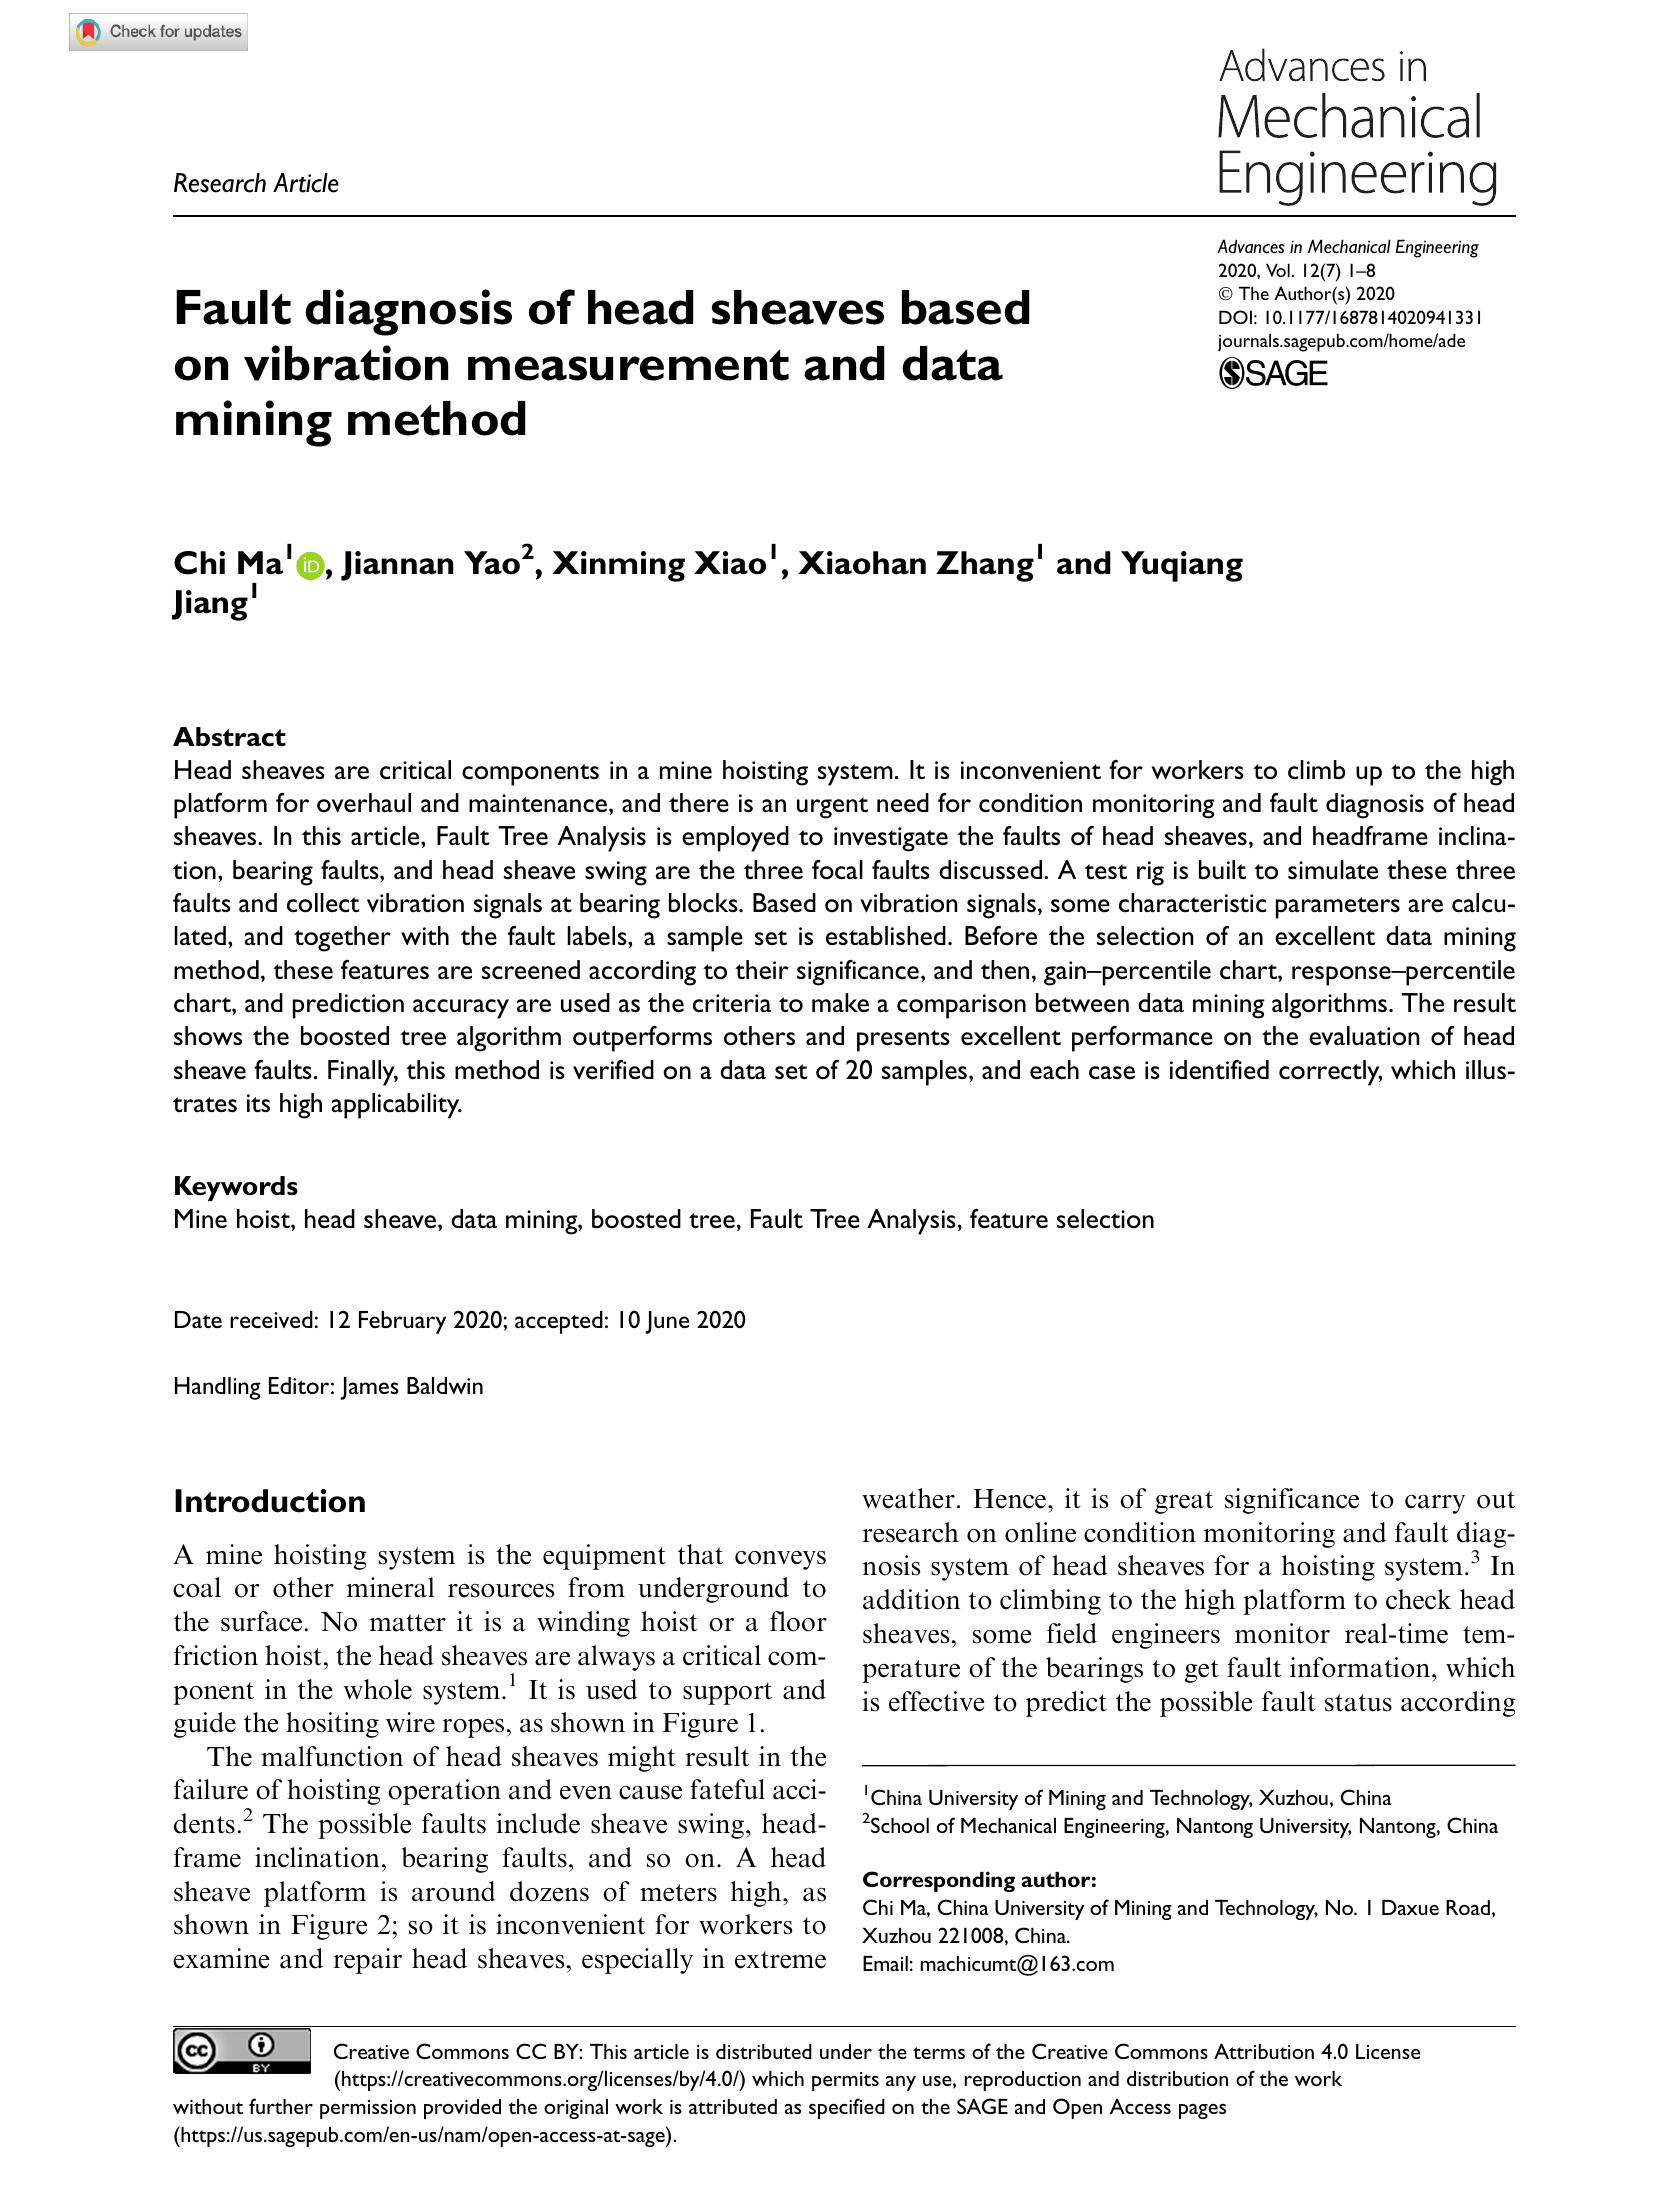 Check for updates
Advances in
Mechanical
Engineering
Research Article
Advances in Mechanical Engineering
2020, Vol. 12(7) 1–8
© The Author(s) 2020
DOI: 10.1177/1687814020941331
journals.sagepub.com/home/ade
SAGE
Fault diagnosis of head sheaves based
on vibration measurement and data
mining method
Chi Ma1 iD, Jiannan Yao2, Xinming Xiao1, Xiaohan Zhang1 and Yuqiang
Jiang1
Abstract
Head sheaves are critical components in a mine hoisting system. It is inconvenient for workers to climb up to the high
platform for overhaul and maintenance, and there is an urgent need for condition monitoring and fault diagnosis of head
sheaves. In this article, Fault Tree Analysis is employed to investigate the faults of head sheaves, and headframe inclina-
tion, bearing faults, and head sheave swing are the three focal faults discussed. A test rig is built to simulate these three
faults and collect vibration signals at bearing blocks. Based on vibration signals, some characteristic parameters are calcu-
lated, and together with the fault labels, a sample set is established. Before the selection of an excellent data mining
method, these features are screened according to their significance, and then, gain–percentile chart, response–percentile
chart, and prediction accuracy are used as the criteria to make a comparison between data mining algorithms. The result
shows the boosted tree algorithm outperforms others and presents excellent performance on the evaluation of head
sheave faults. Finally, this method is verified on a data set of 20 samples, and each case is identified correctly, which illus-
trates its high applicability.
Keywords
Mine hoist, head sheave, data mining, boosted tree, Fault Tree Analysis, feature selection
Date received: 12 February 2020; accepted: 10 June 2020
Handling Editor: James Baldwin
Introduction
A mine hoisting system is the equipment that conveys
coal or other mineral resources from underground to
the surface. No matter it is a winding hoist or a floor
friction hoist, the head sheaves are always a critical com-
ponent in the whole system.1 It is used to support and
guide the hositing wire ropes, as shown in Figure 1.
The malfunction of head sheaves might result in the
failure of hoisting operation and even cause fateful acci-
dents.2 The possible faults include sheave swing, head-
frame inclination, bearing faults, and so on. A head
sheave platform is around dozens of meters high, as
shown in Figure 2; so it is inconvenient for workers to
examine and repair head sheaves, especially in extreme
weather. Hence, it is of great significance to carry out
research on online condition monitoring and fault diag-
nosis system of head sheaves for a hoisting system.3 In
addition to climbing to the high platform to check head
sheaves, some field engineers monitor real-time tem-
perature of the bearings to get fault information, which
is effective to predict the possible fault status according
1China University of Mining and Technology, Xuzhou, China
2School of Mechanical Engineering, Nantong University, Nantong, China
Corresponding author:
Chi Ma, China University of Mining and Technology, No. 1 Daxue Road,
Xuzhou 221008, China.
Email: machicumt@163.com
cc BY
Creative Commons CC BY: This article is distributed under the terms of the Creative Commons Attribution 4.0 License
(https://creativecommons.org/licenses/by/4.0/) which permits any use, reproduction and distribution of the work
without further permission provided the original work is attributed as specified on the SAGE and Open Access pages
(https://us.sagepub.com/en-us/nam/open-access-at-sage).